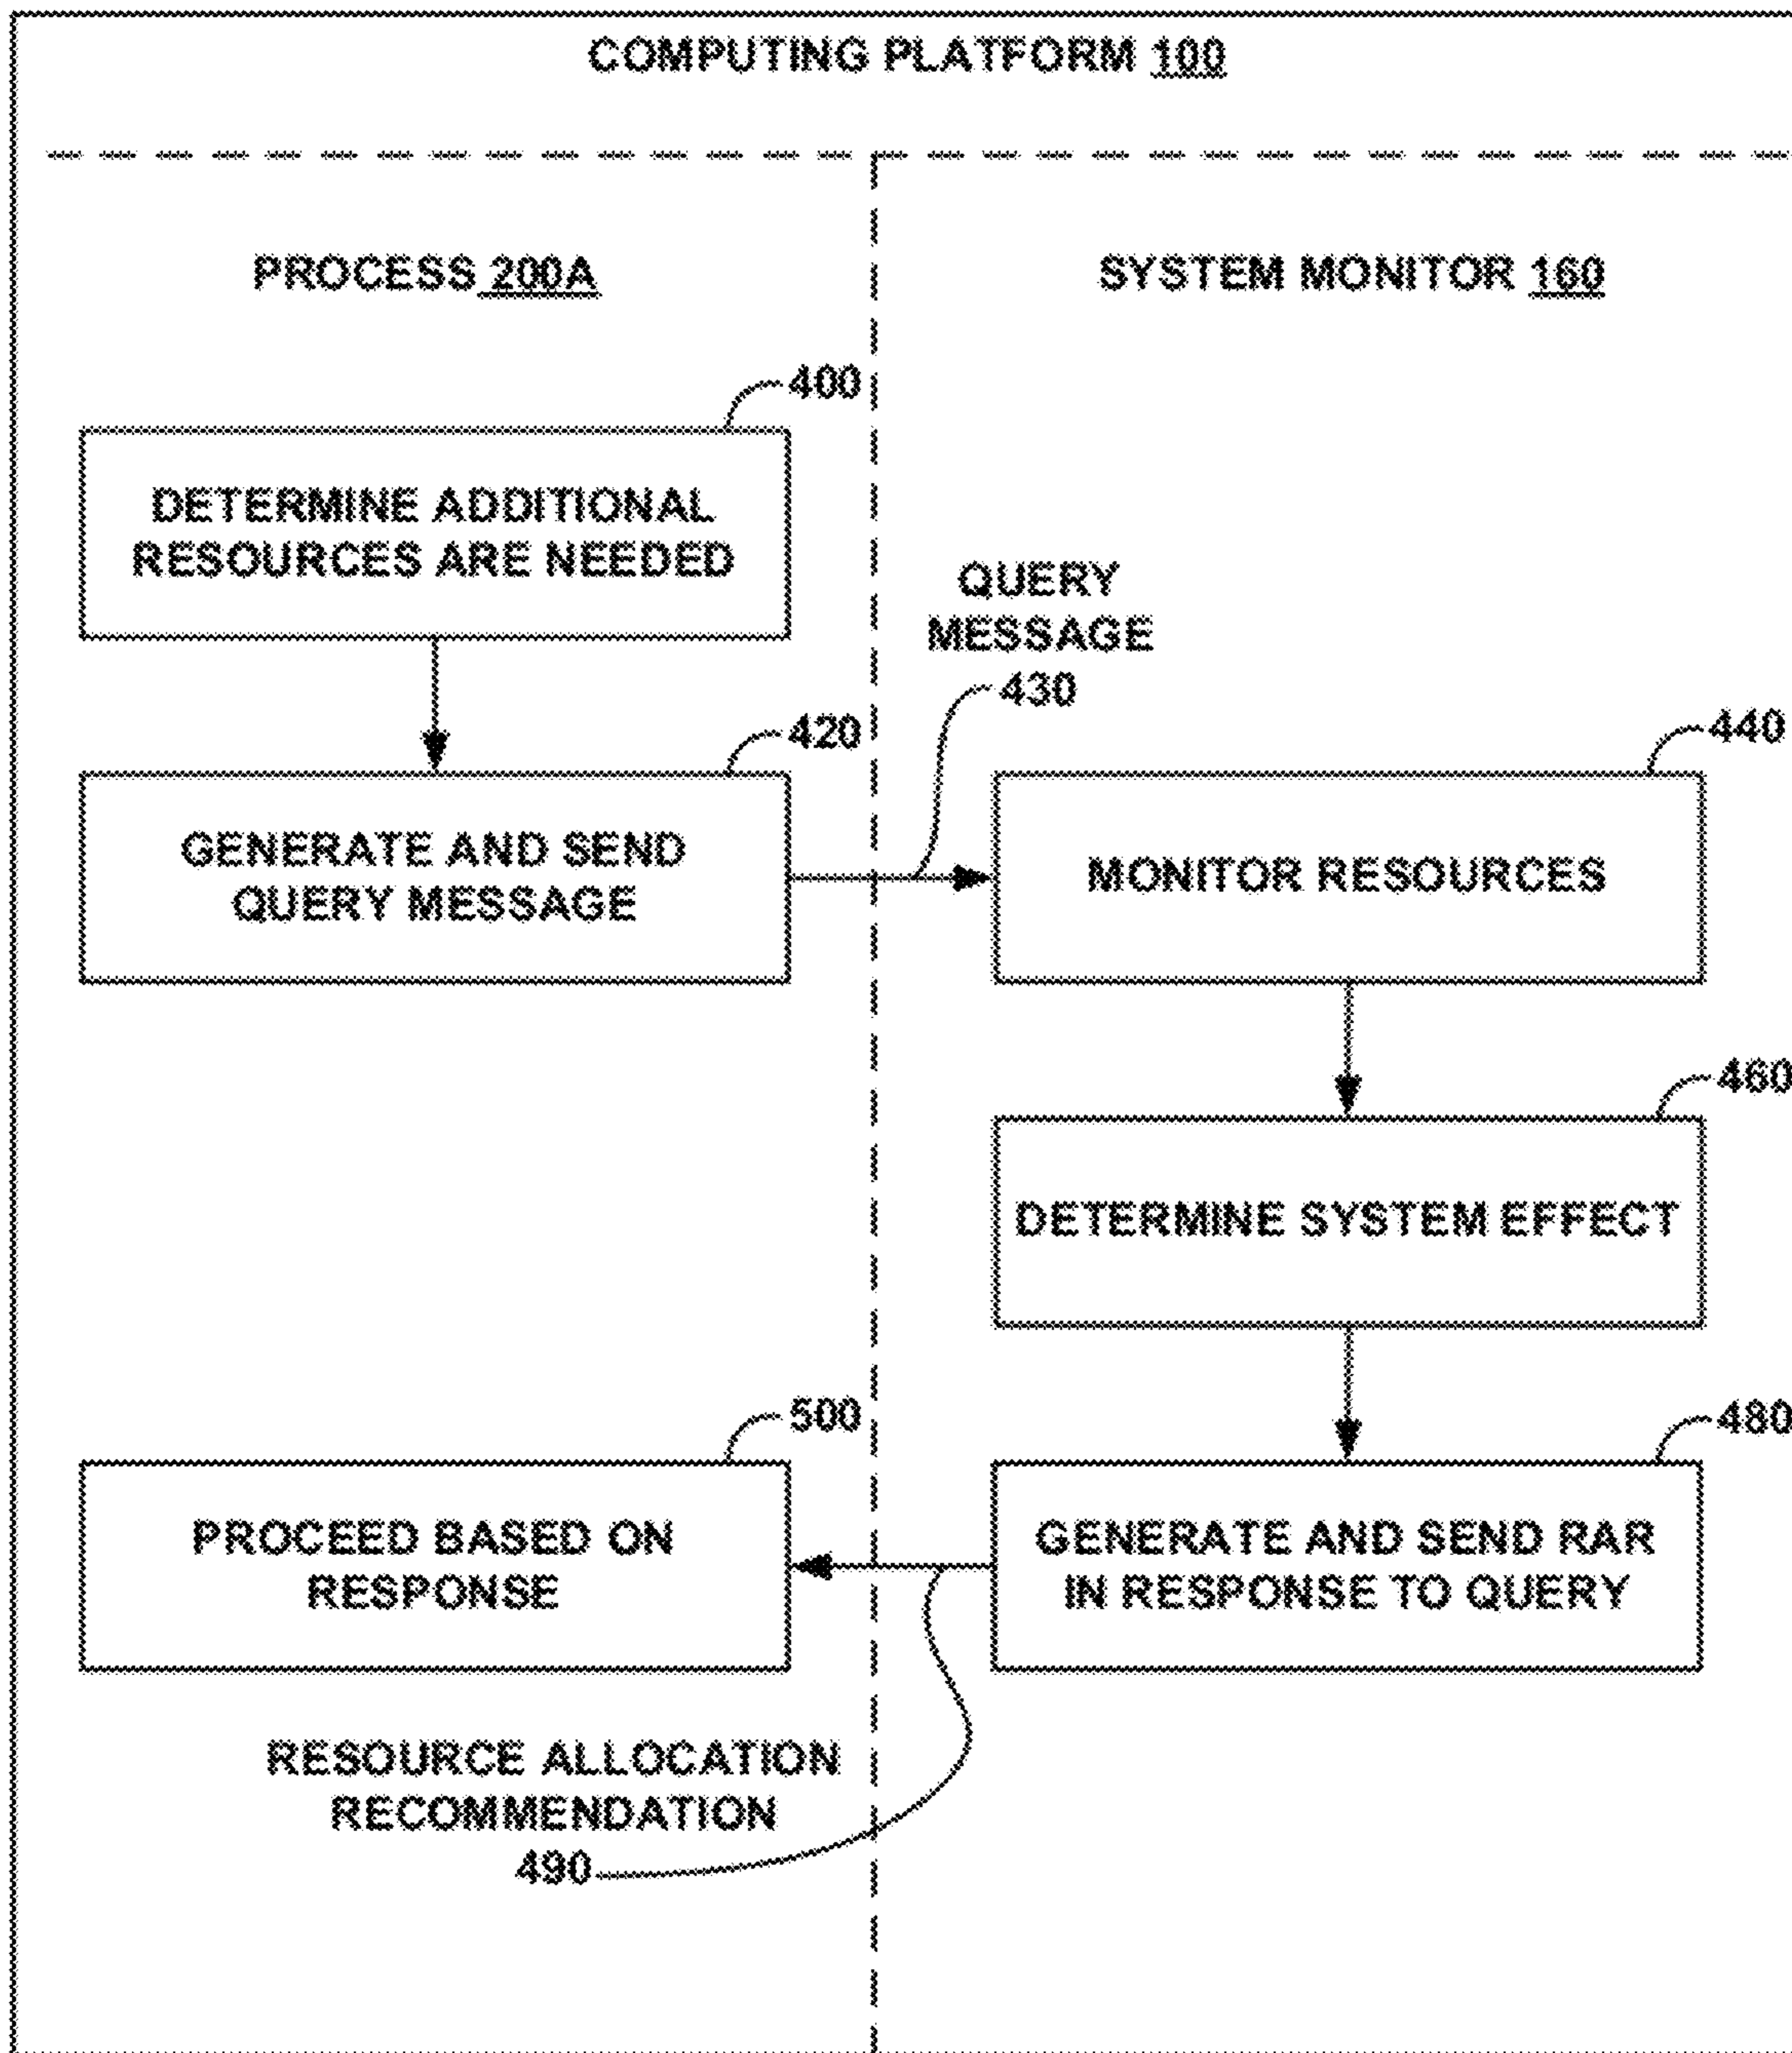 COMPUTING PLATFORM 100
PROCESS 200A
SYSTEM MONITOR 160
400
DETERMINE ADDITIONAL
RESOURCES ARE NEEDED
QUERY
MESSAGE
430
420
GENERATE AND SEND
QUERY MESSAGE
440
MONITOR RESOURCES
460
DETERMINE SYSTEM EFFECT
480
GENERATE AND SEND RAR
IN RESPONSE TO QUERY
500
PROCEED BASED ON
RESPONSE
RESOURCE ALLOCATION
RECOMMENDATION
490